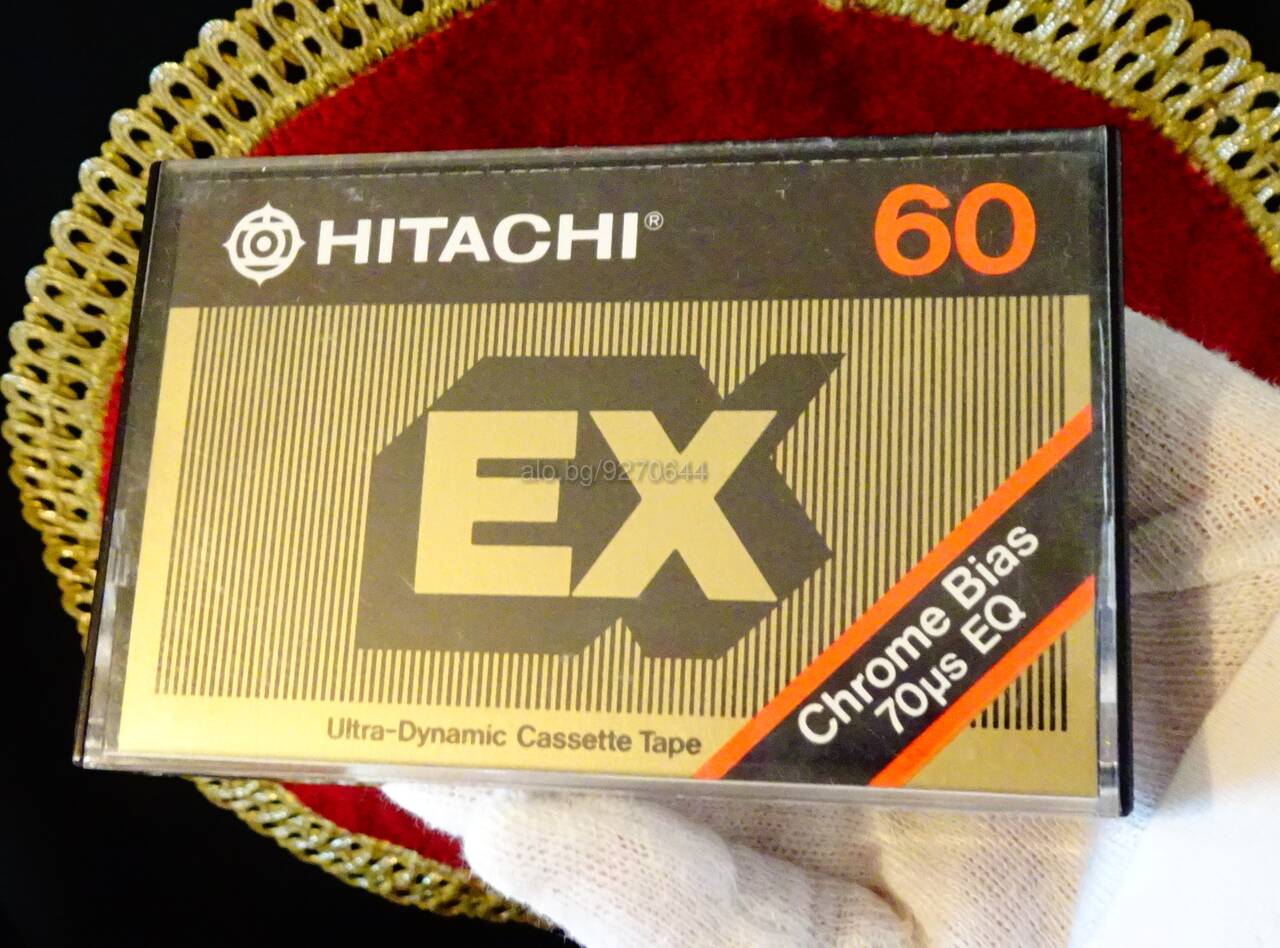 HITACHI®
60
EX
alo.bg/9270644
Chrome Bias
70µs EQ
Ultra-Dynamic Cassette Tape